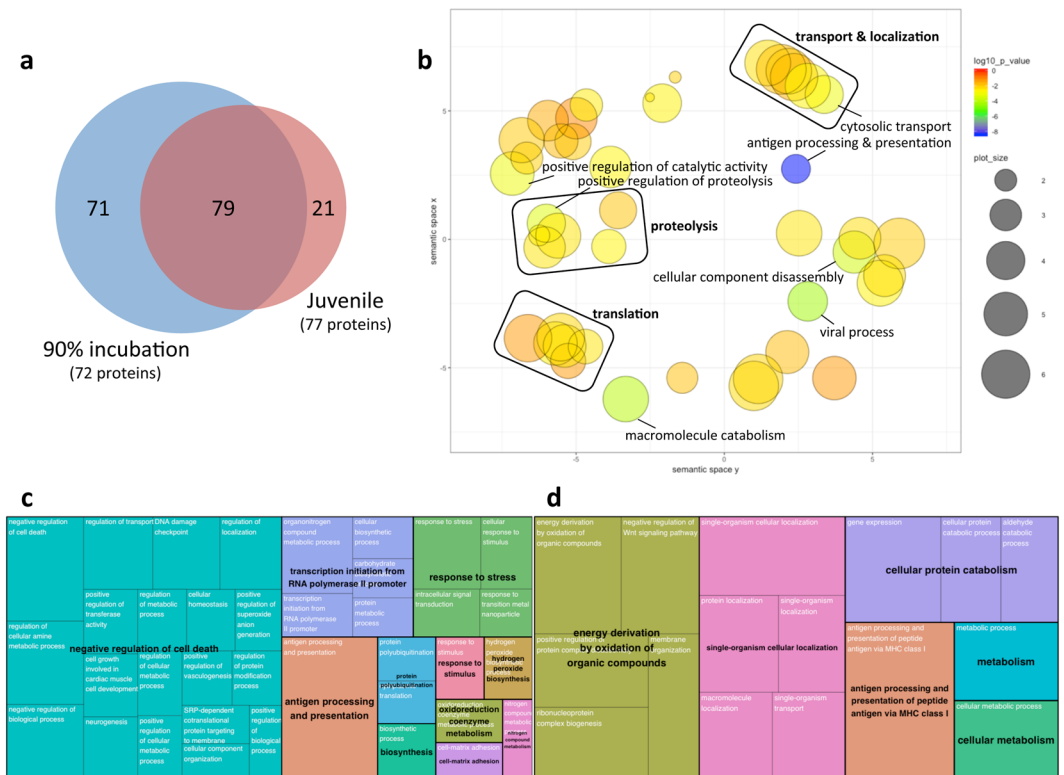 a
71
79
21
Juvenile
(77 proteins)
90% incubation
(72 proteins)
b
transport & localization
cytosolic transport
antigen processing & presentation
positive regulation of catalytic activity
positive regulation of proteolysis
proteolysis
cellular component disassembly
viral process
translation
macromolecule catabolism
semantic space x
5
0
-5
-5
0
5
semantic space y
log10_p_value
0
-2
-4
-6
-8
plot_size
2
3
4
5
6
c
negative regulation
of cell death
regulation of transport
DNA damage
checkpoint
regulation of
localization
positive
regulation of
transferase
activity
regulation of
metabolic process
cellular
homeostasis
positive
regulation of
superoxide
anion
generation
regulation of
cellular amine
metabolic process
negative regulation of cell death
cell growth
involved in
cardiac muscle
cell development
regulation of
cellular
metabolic
process
positive
regulation of
vasculogenesis
regulation
of protein
modification
process
negative regulation of
biological process
neurogenesis
positive
regulation
of cellular
metabolic
process
SRP-dependent
cotranslational
protein targeting
to membrane
cellular component
organization
positive
regulation
of
biological
process
organonitrogen
compound
metabolic process
cellular
biosynthetic
process
carbohydrate
transcription initiation from
RNA polymerase II promoter
transcription
initiation from
RNA polymerase
II promoter
protein
metabolic
process
response to stress
cellular
response to
stimulus
response to stress
intracellular signal
transduction
response to
transition metal
nanoparticle
antigen processing
and presentation
antigen processing
and presentation
protein
polyubiquitination
protein
polyubiquitination
translation
biosynthetic
process
biosynthesis
response to
stimulus
response to
stimulus
hydrogen
peroxide
hydrogen
peroxide
biosynthesis
oxidoreduction
coenzyme
oxidoreduction
coenzyme
metabolism
cell-matrix adhesion
cell-matrix adhesion
nitrogen
compound
metabolic
nitrogen
compound
metabolism
d
energy derivation
by oxidation of
organic compounds
negative regulation of
Wnt signaling pathway
energy derivation
by oxidation of
organic compounds
positive regulation of
protein
membrane
organization
ribonucleoprotein
complex biogenesis
single-organism cellular localization
protein localization
single-organism
localization
single-organism cellular localization
macromolecule
localization
single-organism
transport
gene expression
cellular protein
catabolic process
aldehyde
catabolic process
cellular protein catabolism
antigen processing and
presentation of peptide
antigen via MHC class I
antigen processing and
presentation of peptide
antigen via MHC class I
metabolic process
metabolism
cellular metabolic process
cellular metabolism